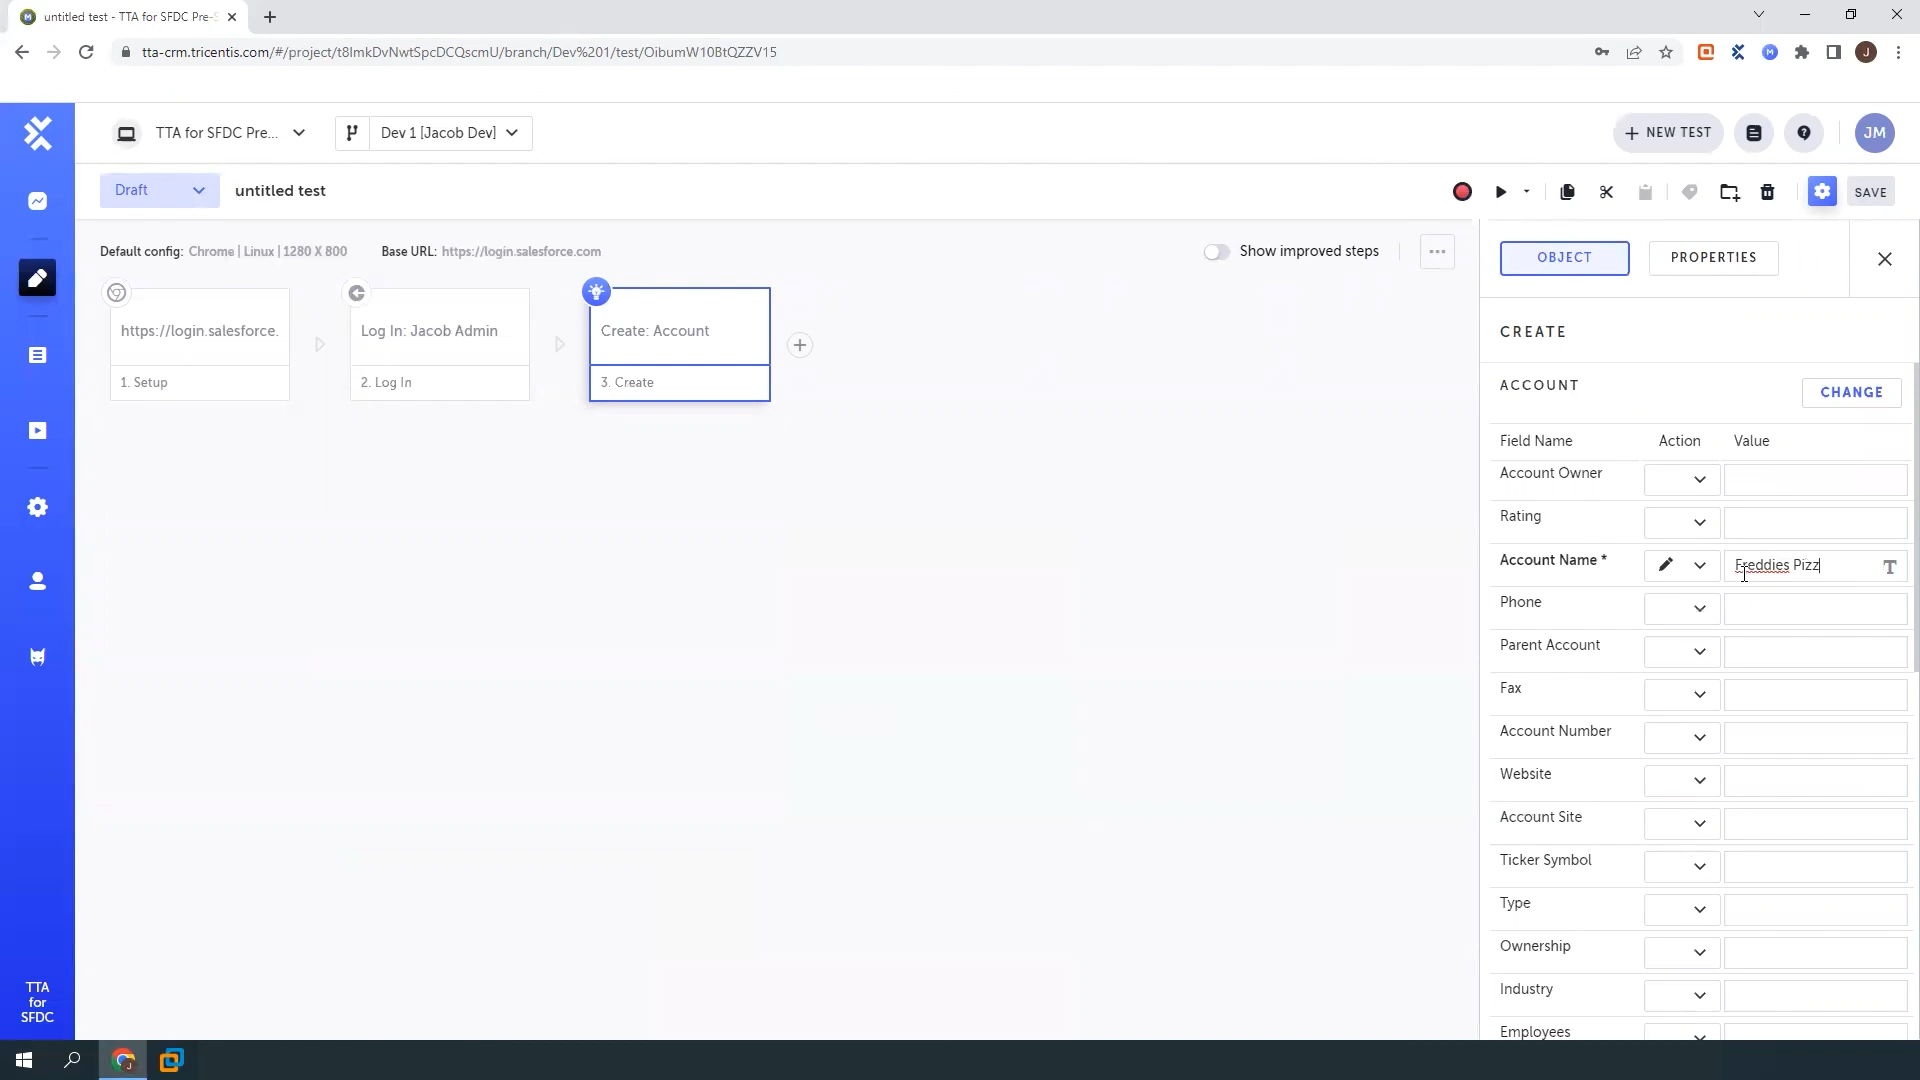 untitled test - TTA for SFDC Pre-S
tta-crm.tricentis.com/#/project/t8ImkDvNwtSpcDCQscmU/branch/Dev%201/test/OibumW10BtQZZV15
J
TTA for SFDC Pre...
Dev 1 [Jacob Dev]
NEW TEST
JM
Draft
untitled test
SAVE
Default config: Chrome | Linux | 1280 X 800
Base URL: https://login.salesforce.com
Show improved steps
OBJECT
PROPERTIES
https://login.salesforce.
1. Setup
Log In: Jacob Admin
2. Log In
Create: Account
3. Create
CREATE
ACCOUNT
CHANGE
Field Name Action Value
Account Owner
Rating
Account Name * Freddies Pizz T
Phone
Parent Account
Fax
Account Number
Website
Account Site
Ticker Symbol
Type
Ownership
Industry
Employees
TTA
for
SFDC